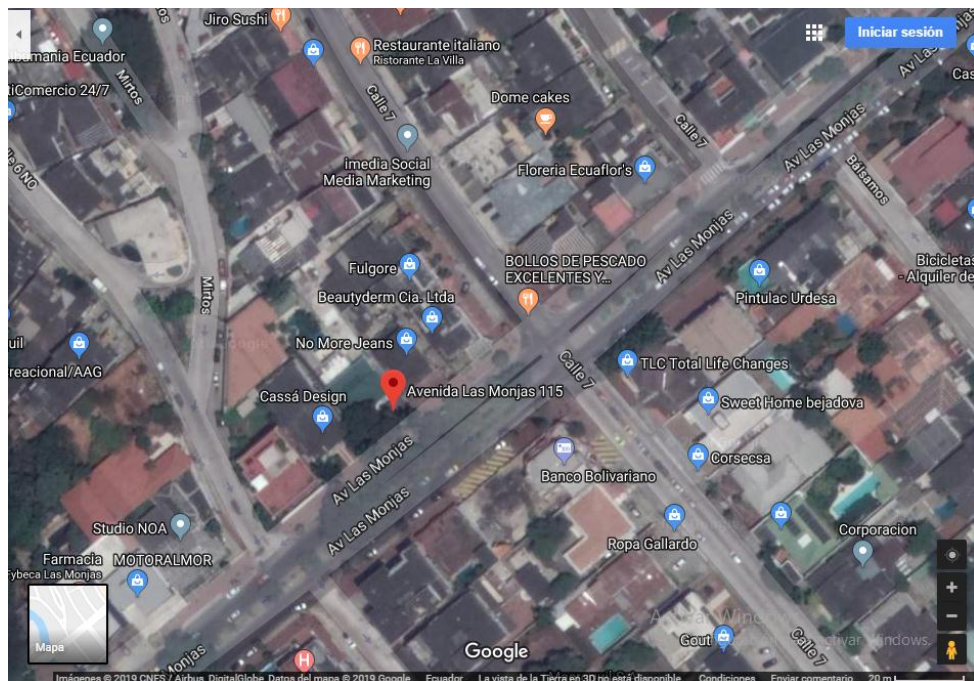 Jiro Sushi
Restaurante italiano
Ristorante La Villa
Iniciar sesión
Av Las Monjas
Ecuador
Mirtos
Comercio 24/7
Calle 7
Dome cakes
Calle 7
Av Las Monjas
imedia Social
Media Marketing
Floreria Ecuaflor's
Bálsamos
Av Las Monjas
Mirtos
Fulgore
BOLLOS DE PESCADO
EXCELENTES Y...
Bicicletas
- Alquiler de
Beautyderm Cia. Ltda
Pintulac Urdesa
No More Jeans
Calle 7
TLC Total Life Changes
reacional/AAG
Cassá Design
Avenida Las Monjas 115
Sweet Home bejadova
Av Las Monjas
Corsecsa
Banco Bolivariano
Av Las Monjas
Studio NOA
Ropa Gallardo
Corporacion
Farmacia
Fybeca Las Monjas
MOTORALMOR
Mapa
Google
Gout
Calle 7
Monjas
Imágenes © 2019 CNES / Airbus, DigitalGlobe, Datos del mapa © 2019 Google Ecuador La vista de la Tierra en 3D no está disponible. Condiciones Enviar comentario 20 m